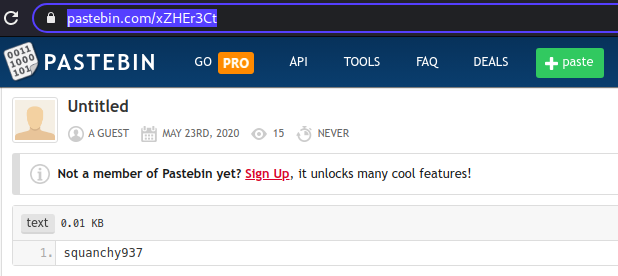 pastebin.com/xZHEr3Ct
0011
1000
101
PASTEBIN GO PRO API TOOLS FAQ DEALS + paste
Untitled
A GUEST MAY 23RD, 2020 15 NEVER
Not a member of Pastebin yet? Sign Up, it unlocks many cool features!
text 0.01 KB
1. squanchy937